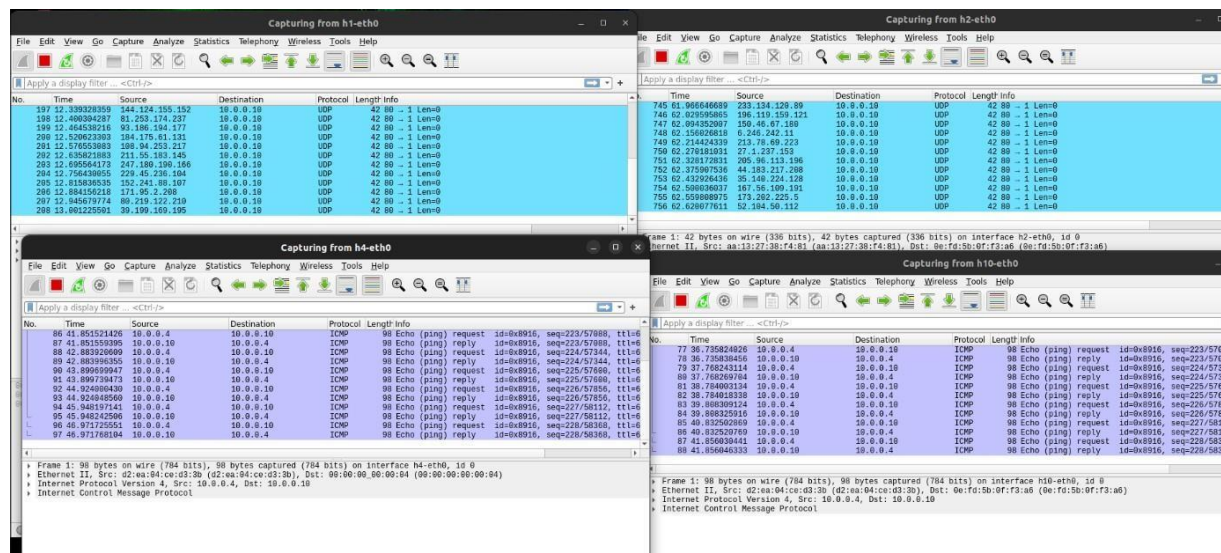 Capturing from h1-eth0
File Edit View Go Capture Analyze Statistics Telephony Wireless Tools Help
Apply a display filter ... <Ctrl-/>
No. Time Source Destination Protocol Length Info
197 12.339328359 144.124.155.152 10.0.0.10 UDP 42 80 → 1 Len=0
198 12.400304287 81.253.174.237 10.0.0.10 UDP 42 80 → 1 Len=0
199 12.464538216 93.186.194.177 10.0.0.10 UDP 42 80 → 1 Len=0
200 12.520623303 184.175.61.131 10.0.0.10 UDP 42 80 → 1 Len=0
201 12.576553083 108.94.253.217 10.0.0.10 UDP 42 80 → 1 Len=0
202 12.635821883 211.55.183.145 10.0.0.10 UDP 42 80 → 1 Len=0
203 12.695564173 247.180.190.166 10.0.0.10 UDP 42 80 → 1 Len=0
204 12.756430055 229.45.236.104 10.0.0.10 UDP 42 80 → 1 Len=0
205 12.815836535 152.241.88.107 10.0.0.10 UDP 42 80 → 1 Len=0
206 12.884156218 171.95.2.208 10.0.0.10 UDP 42 80 → 1 Len=0
207 12.945679774 80.219.122.210 10.0.0.10 UDP 42 80 → 1 Len=0
208 13.001225501 39.199.169.195 10.0.0.10 UDP 42 80 → 1 Len=0
Capturing from h2-eth0
Edit View Go Capture Analyze Statistics Telephony Wireless Tools Help
Apply a display filter ... <Ctrl-/>
Time Source Destination Protocol Length Info
745 61.966646689 233.134.120.89 10.0.0.10 UDP 42 80 → 1 Len=0
746 62.029595865 196.119.159.121 10.0.0.10 UDP 42 80 → 1 Len=0
747 62.094352007 150.46.67.180 10.0.0.10 UDP 42 80 → 1 Len=0
748 62.156026818 6.246.242.11 10.0.0.10 UDP 42 80 → 1 Len=0
749 62.214424339 213.78.69.223 10.0.0.10 UDP 42 80 → 1 Len=0
750 62.270181031 27.1.237.153 10.0.0.10 UDP 42 80 → 1 Len=0
751 62.328172831 205.96.113.196 10.0.0.10 UDP 42 80 → 1 Len=0
752 62.375907536 44.183.217.208 10.0.0.10 UDP 42 80 → 1 Len=0
753 62.432926436 35.140.224.128 10.0.0.10 UDP 42 80 → 1 Len=0
754 62.500036037 167.56.109.191 10.0.0.10 UDP 42 80 → 1 Len=0
755 62.559808975 173.202.225.5 10.0.0.10 UDP 42 80 → 1 Len=0
756 62.620077611 52.104.50.112 10.0.0.10 UDP 42 80 → 1 Len=0
rame 1: 42 bytes on wire (336 bits), 42 bytes captured (336 bits) on interface h2-eth0, id 0
thernet II, Src: aa:13:27:38:f4:81 (aa:13:27:38:f4:81), Dst: 0e:fd:5b:0f:f3:a6 (0e:fd:5b:0f:f3:a6)
Capturing from h4-eth0
File Edit View Go Capture Analyze Statistics Telephony Wireless Tools Help
Apply a display filter ... <Ctrl-/>
No. Time Source Destination Protocol Length Info
86 41.851521426 10.0.0.4 10.0.0.10 ICMP 98 Echo (ping) request id=0x8916, seq=223/57088, ttl=6
87 41.851559395 10.0.0.10 10.0.0.4 ICMP 98 Echo (ping) reply id=0x8916, seq=223/57088, ttl=6
88 42.883920609 10.0.0.4 10.0.0.10 ICMP 98 Echo (ping) request id=0x8916, seq=224/57344, ttl=6
89 42.883996355 10.0.0.10 10.0.0.4 ICMP 98 Echo (ping) reply id=0x8916, seq=224/57344, ttl=6
90 43.899699947 10.0.0.4 10.0.0.10 ICMP 98 Echo (ping) request id=0x8916, seq=225/57600, ttl=6
91 43.899739473 10.0.0.10 10.0.0.4 ICMP 98 Echo (ping) reply id=0x8916, seq=225/57600, ttl=6
92 44.924000430 10.0.0.4 10.0.0.10 ICMP 98 Echo (ping) request id=0x8916, seq=226/57856, ttl=6
93 44.924048560 10.0.0.10 10.0.0.4 ICMP 98 Echo (ping) reply id=0x8916, seq=226/57856, ttl=6
94 45.948197141 10.0.0.4 10.0.0.10 ICMP 98 Echo (ping) request id=0x8916, seq=227/58112, ttl=6
95 45.948242506 10.0.0.10 10.0.0.4 ICMP 98 Echo (ping) reply id=0x8916, seq=227/58112, ttl=6
96 46.971725551 10.0.0.4 10.0.0.10 ICMP 98 Echo (ping) request id=0x8916, seq=228/58368, ttl=6
97 46.971768104 10.0.0.10 10.0.0.4 ICMP 98 Echo (ping) reply id=0x8916, seq=228/58368, ttl=6
Frame 1: 98 bytes on wire (784 bits), 98 bytes captured (784 bits) on interface h4-eth0, id 0
Ethernet II, Src: d2:ea:04:ce:d3:3b (d2:ea:04:ce:d3:3b), Dst: 00:00:00_00:00:04 (00:00:00:00:00:04)
Internet Protocol Version 4, Src: 10.0.0.4, Dst: 10.0.0.10
Internet Control Message Protocol
Capturing from h10-eth0
File Edit View Go Capture Analyze Statistics Telephony Wireless Tools Help
Apply a display filter ... <Ctrl-/>
No. Time Source Destination Protocol Length Info
77 36.735824026 10.0.0.4 10.0.0.10 ICMP 98 Echo (ping) request id=0x8916, seq=223/570
78 36.735838456 10.0.0.10 10.0.0.4 ICMP 98 Echo (ping) reply id=0x8916, seq=223/570
79 37.768243114 10.0.0.4 10.0.0.10 ICMP 98 Echo (ping) request id=0x8916, seq=224/573
80 37.768269704 10.0.0.10 10.0.0.4 ICMP 98 Echo (ping) reply id=0x8916, seq=224/573
81 38.784003134 10.0.0.4 10.0.0.10 ICMP 98 Echo (ping) request id=0x8916, seq=225/576
82 38.784018338 10.0.0.10 10.0.0.4 ICMP 98 Echo (ping) reply id=0x8916, seq=225/576
83 39.808309124 10.0.0.4 10.0.0.10 ICMP 98 Echo (ping) request id=0x8916, seq=226/578
84 39.808325916 10.0.0.10 10.0.0.4 ICMP 98 Echo (ping) reply id=0x8916, seq=226/578
85 40.832502869 10.0.0.4 10.0.0.10 ICMP 98 Echo (ping) request id=0x8916, seq=227/581
86 40.832520769 10.0.0.10 10.0.0.4 ICMP 98 Echo (ping) reply id=0x8916, seq=227/581
87 41.856030441 10.0.0.4 10.0.0.10 ICMP 98 Echo (ping) request id=0x8916, seq=228/583
88 41.856046333 10.0.0.10 10.0.0.4 ICMP 98 Echo (ping) reply id=0x8916, seq=228/583
Frame 1: 98 bytes on wire (784 bits), 98 bytes captured (784 bits) on interface h10-eth0, id 0
Ethernet II, Src: d2:ea:04:ce:d3:3b (d2:ea:04:ce:d3:3b), Dst: 0e:fd:5b:0f:f3:a6 (0e:fd:5b:0f:f3:a6)
Internet Protocol Version 4, Src: 10.0.0.4, Dst: 10.0.0.10
Internet Control Message Protocol